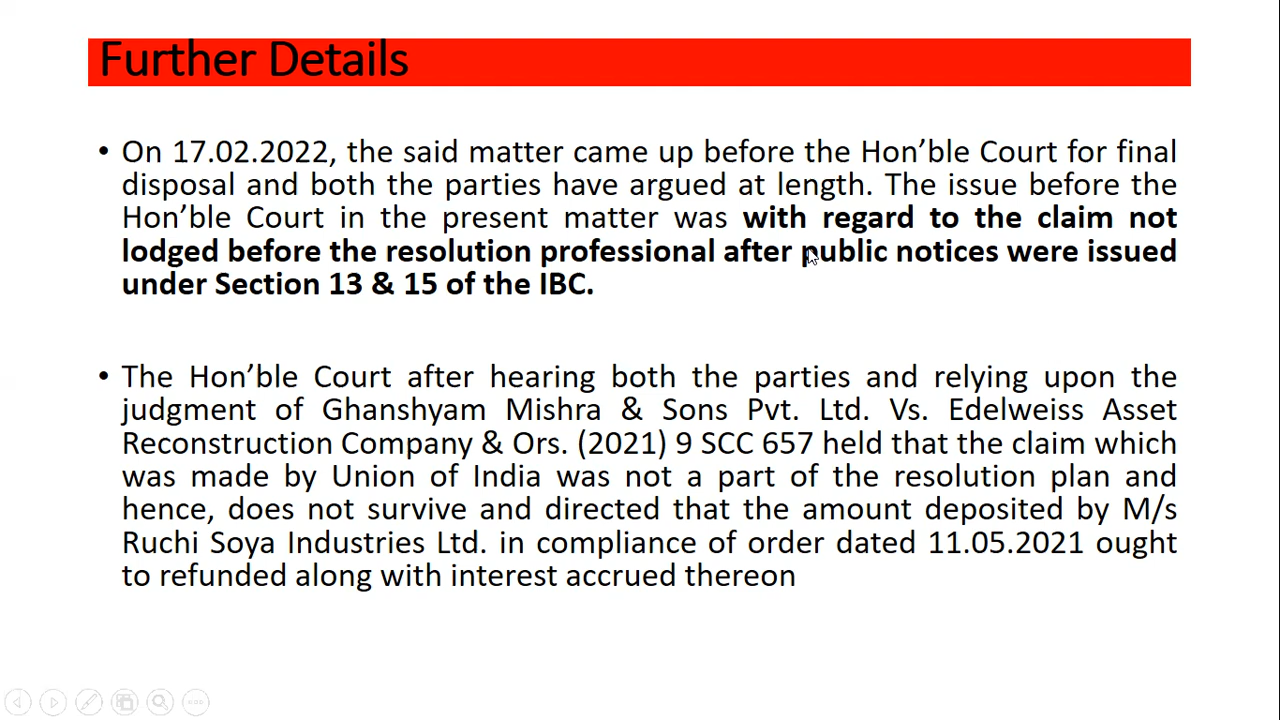 Further Details
• On 17.02.2022, the said matter came up before the Hon’ble Court for final
disposal and both the parties have argued at length. The issue before the
Hon’ble Court in the present matter was with regard to the claim not
lodged before the resolution professional after public notices were issued
under Section 13 & 15 of the IBC.
• The Hon’ble Court after hearing both the parties and relying upon the
judgment of Ghanshyam Mishra & Sons Pvt. Ltd. Vs. Edelweiss Asset
Reconstruction Company & Ors. (2021) 9 SCC 657 held that the claim which
was made by Union of India was not a part of the resolution plan and
hence, does not survive and directed that the amount deposited by M/s
Ruchi Soya Industries Ltd. in compliance of order dated 11.05.2021 ought
to refunded along with interest accrued thereon